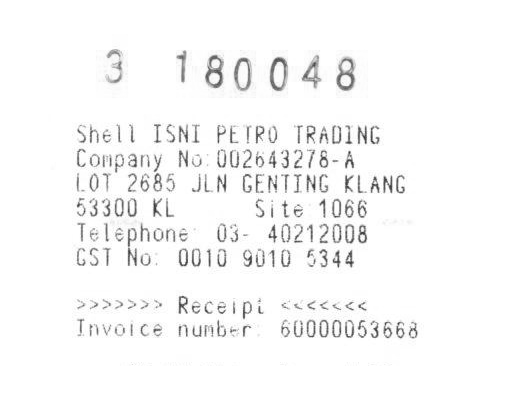 3 180048
Shell ISNI PETRO TRADING
Company No:002643278-A
LOT 2685 JLN GENTING KLANG
53300 KL Site:1066
Telephone: 03- 40212008
GST No: 0010 9010 5344
>>>>>>> Receipt <<<<<<<
Invoice number: 60000053668